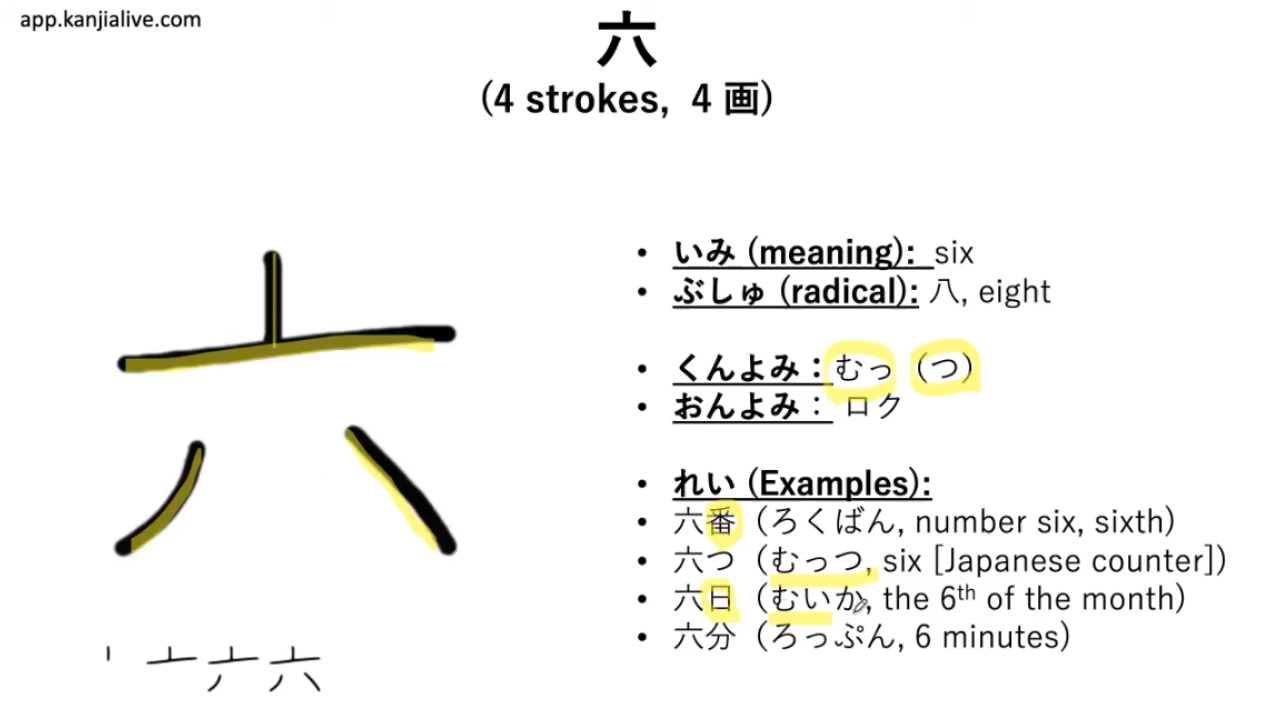 app.kanjialive.com
六
(4 strokes, 4 画)
• いみ (meaning): six
• ぶしゅ (radical): 八, eight
• くんよみ：むっ（つ）
• おんよみ： ロク
• れい (Examples):
• 六番（ろくばん, number six, sixth)
• 六つ（むっつ, six [Japanese counter])
• 六日（むいか, the 6th of the month)
• 六分（ろっぷん, 6 minutes)
六